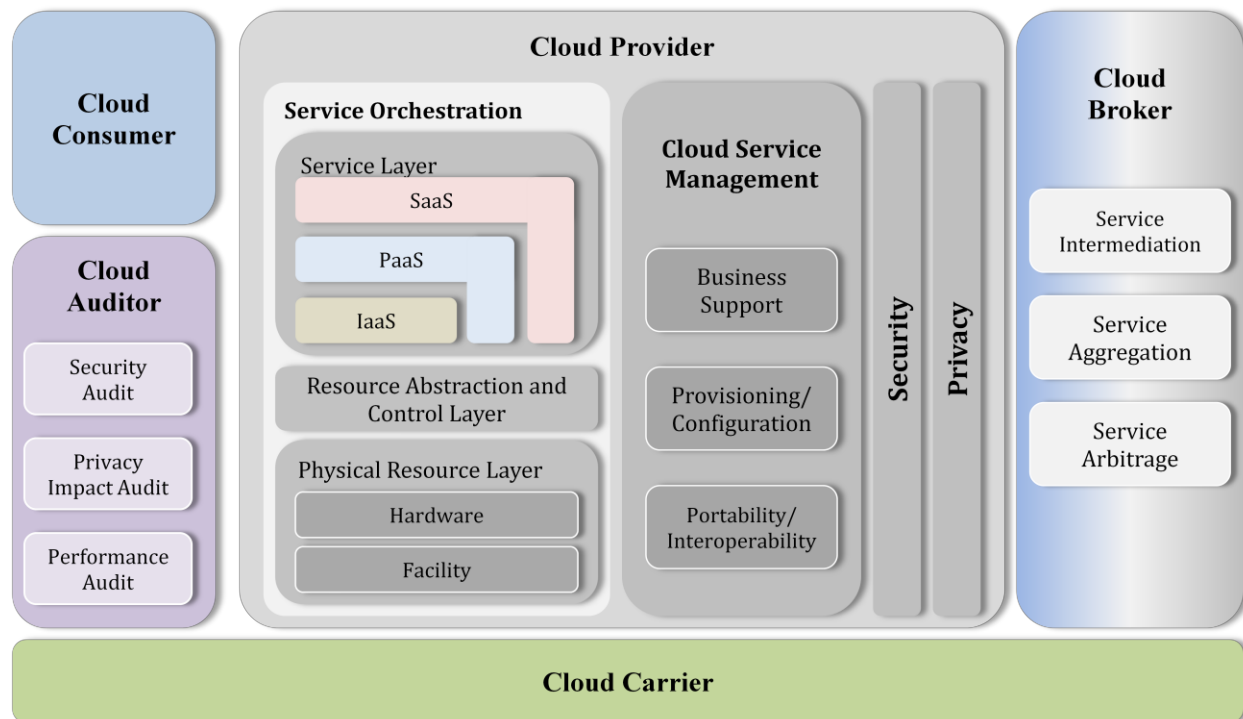 Cloud
Consumer
Cloud
Auditor
Security
Audit
Privacy
Impact Audit
Performance
Audit
Cloud Provider
Service Orchestration
Service Layer
SaaS
PaaS
IaaS
Resource Abstraction and
Control Layer
Physical Resource Layer
Hardware
Facility
Cloud Service
Management
Business
Support
Provisioning/
Configuration
Portability/
Interoperability
Security
Privacy
Cloud
Broker
Service
Intermediation
Service
Aggregation
Service
Arbitrage
Cloud Carrier